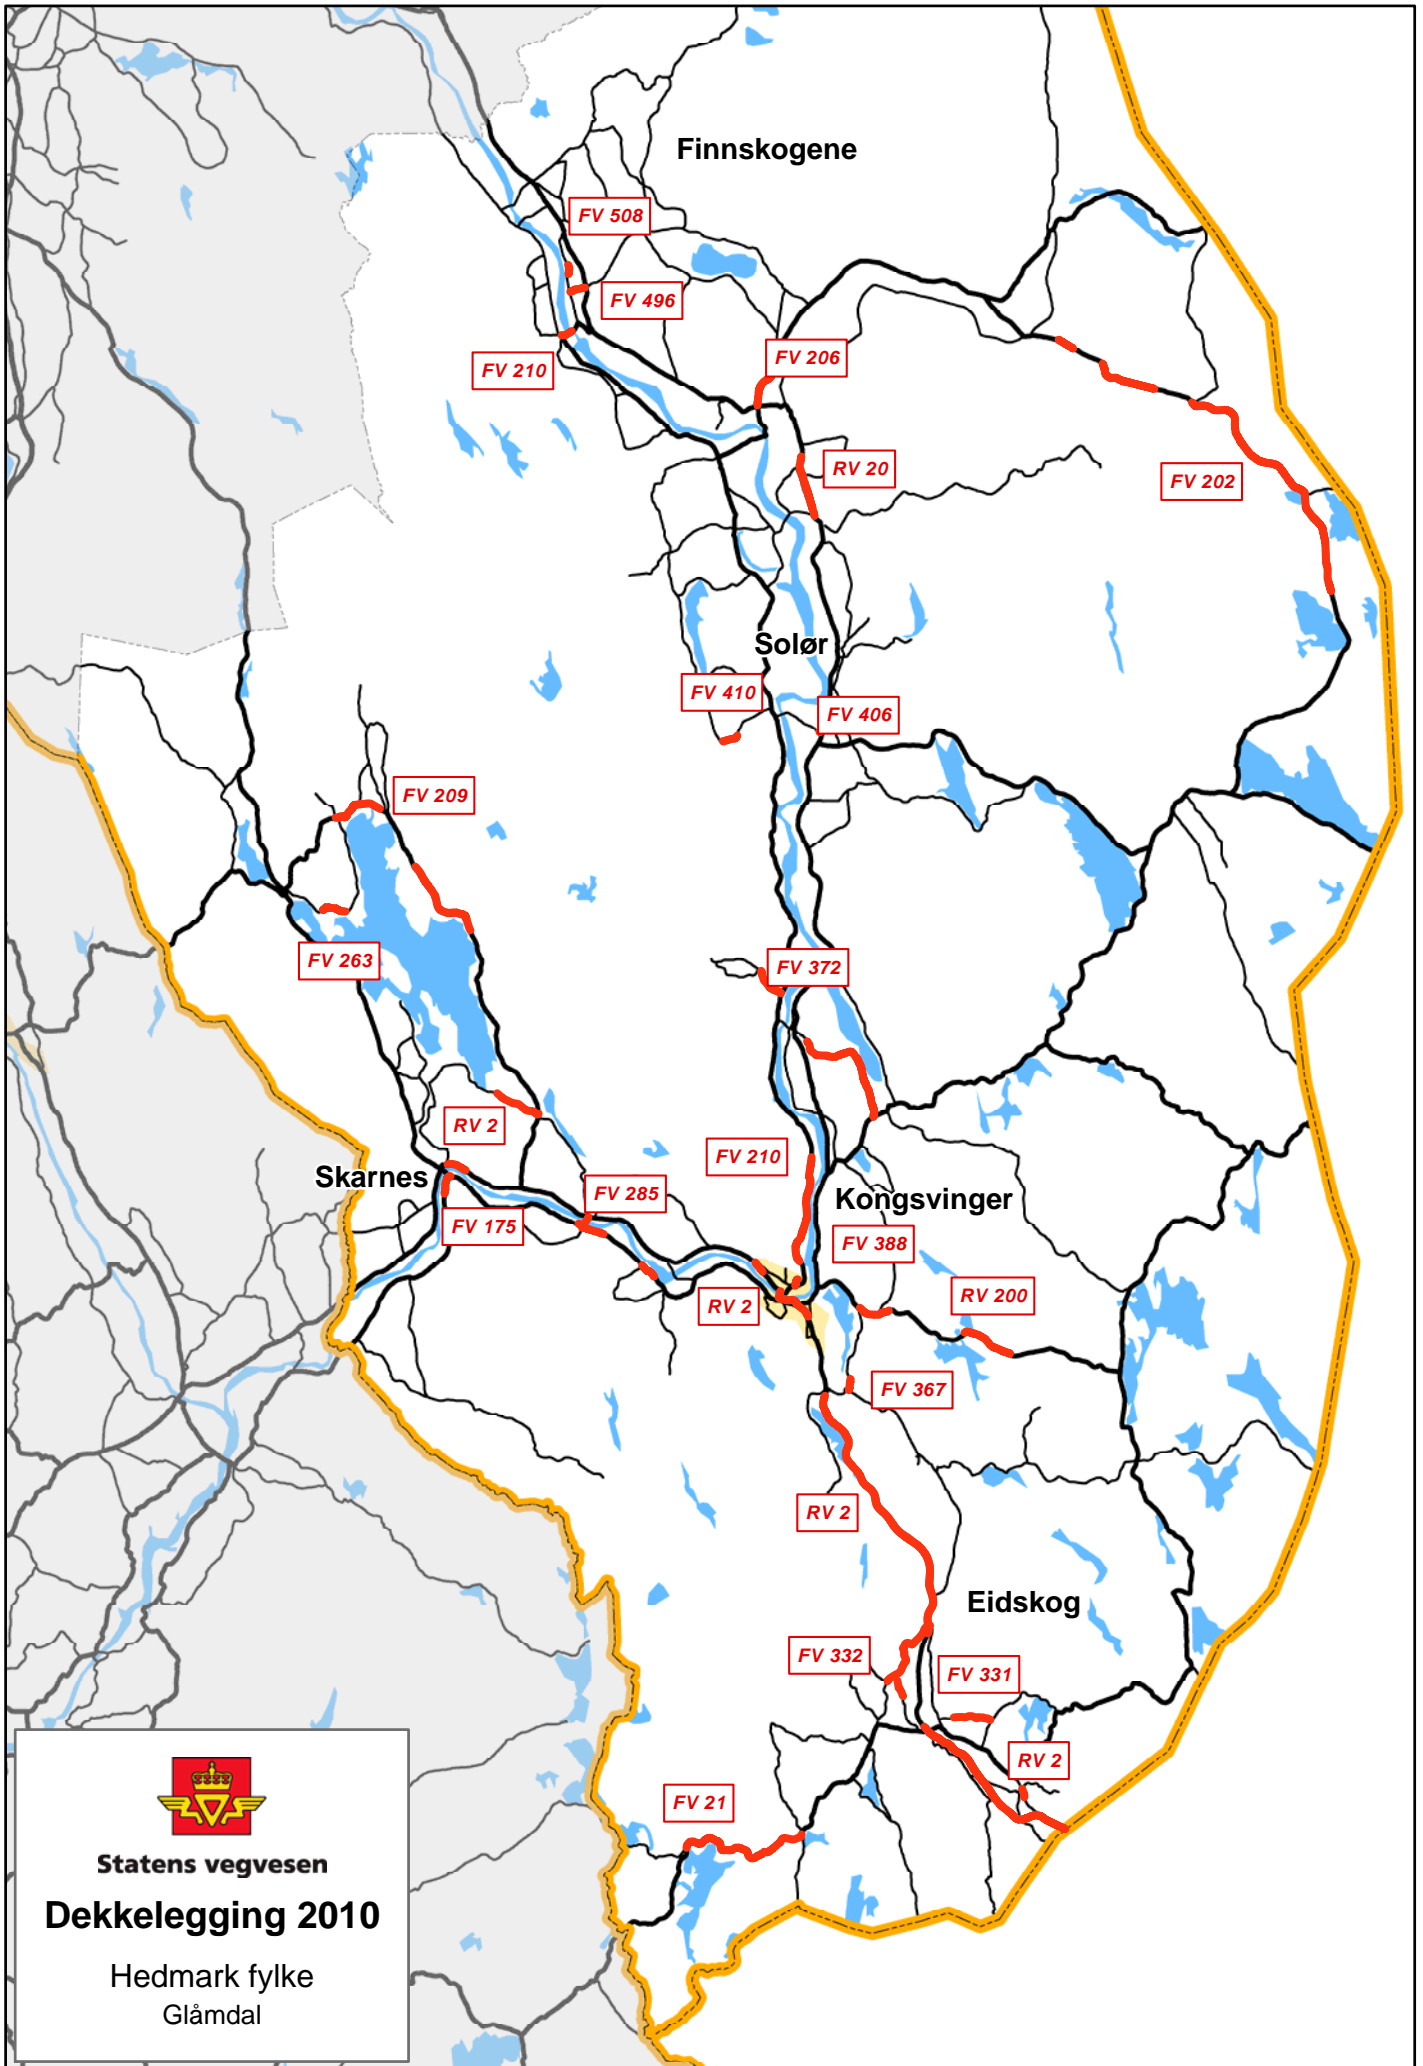 Finnskogene
FV 508
FV 496
FV 206
FV 210
RV 20
FV 202
Solør
FV 410
FV 406
FV 209
FV 263
FV 372
RV 2
FV 210
Skarnes
FV 285
Kongsvinger
FV 175
FV 388
RV 2
RV 200
FV 367
RV 2
Eidskog
FV 332
FV 331
RV 2
FV 21
Statens vegvesen
Dekkelegging 2010
Hedmark fylke
Glåmdal